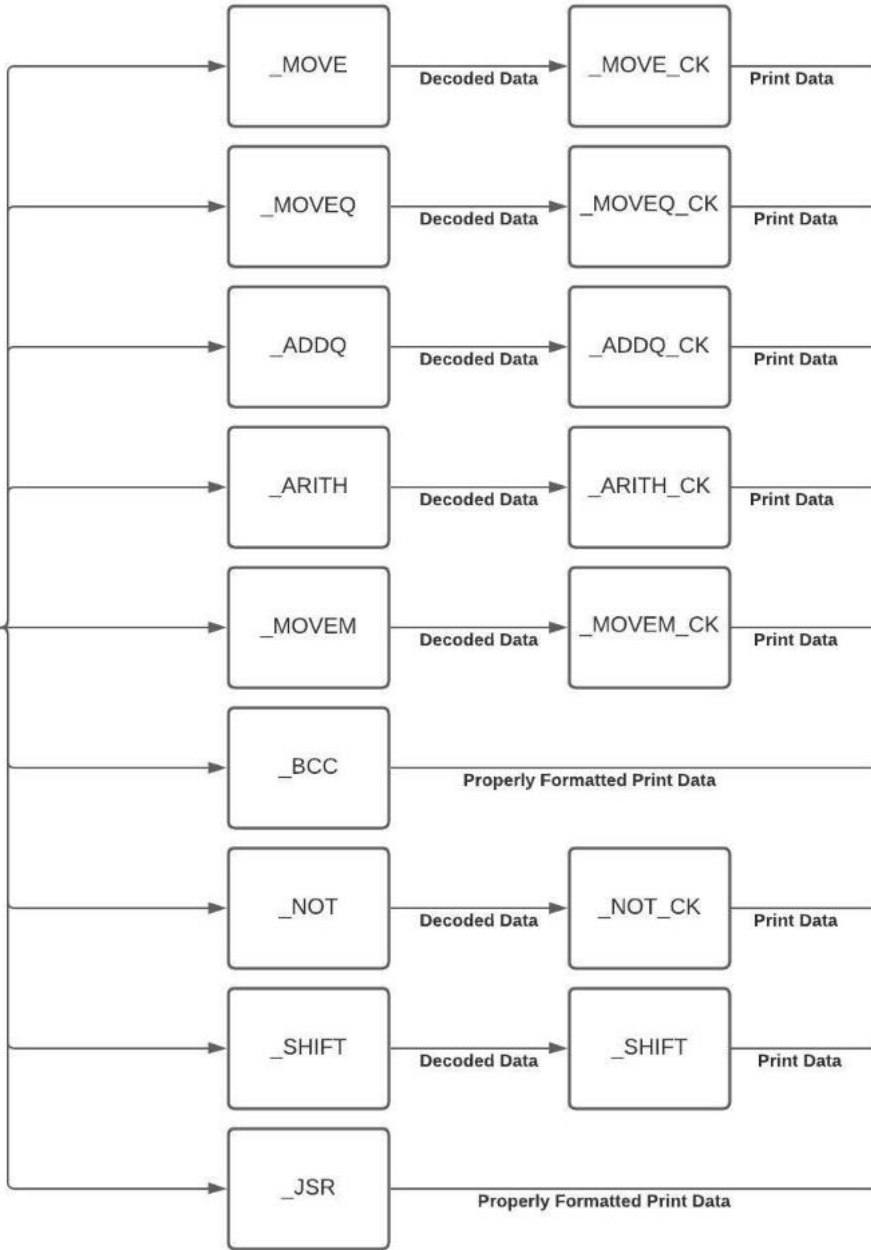 _MOVE
Decoded Data
_MOVE_CK
Print Data
_MOVEQ
Decoded Data
_MOVEQ_CK
Print Data
_ADDQ
Decoded Data
_ADDQ_CK
Print Data
_ARITH
Decoded Data
_ARITH_CK
Print Data
_MOVEM
Decoded Data
_MOVEM_CK
Print Data
_BCC
Properly Formatted Print Data
_NOT
Decoded Data
_NOT_CK
Print Data
_SHIFT
Decoded Data
_SHIFT
Print Data
_JSR
Properly Formatted Print Data